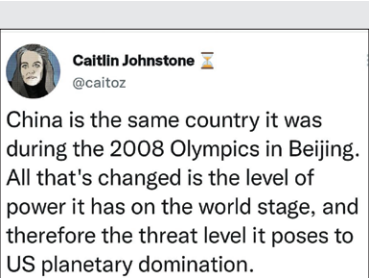 Caitlin Johnstone ⏳
@caitoz
China is the same country it was
during the 2008 Olympics in Beijing.
All that's changed is the level of
power it has on the world stage, and
therefore the threat level it poses to
US planetary domination.